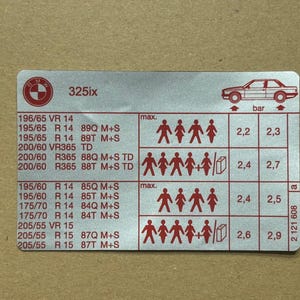 BMW
325ix
bar
196/65 VR 14
195/65 R 14 89Q M+S
195/65 R 14 89T M+S
200/60 VR365 TD
200/60 R365 88Q M+S TD
200/60 R365 88T M+S TD
max.
2,2 2,3
+ /
2,4 2,7
195/60 R 14 85Q M+S
195/60 R 14 85T M+S
175/70 R 14 84Q M+S
175/70 R 14 84T M+S
205/55 VR 15
205/55 R 15 87Q M+S
205/55 R 15 87T M+S
max.
2,4 2,5
+ /
2,6 2,9
a
2 121 608